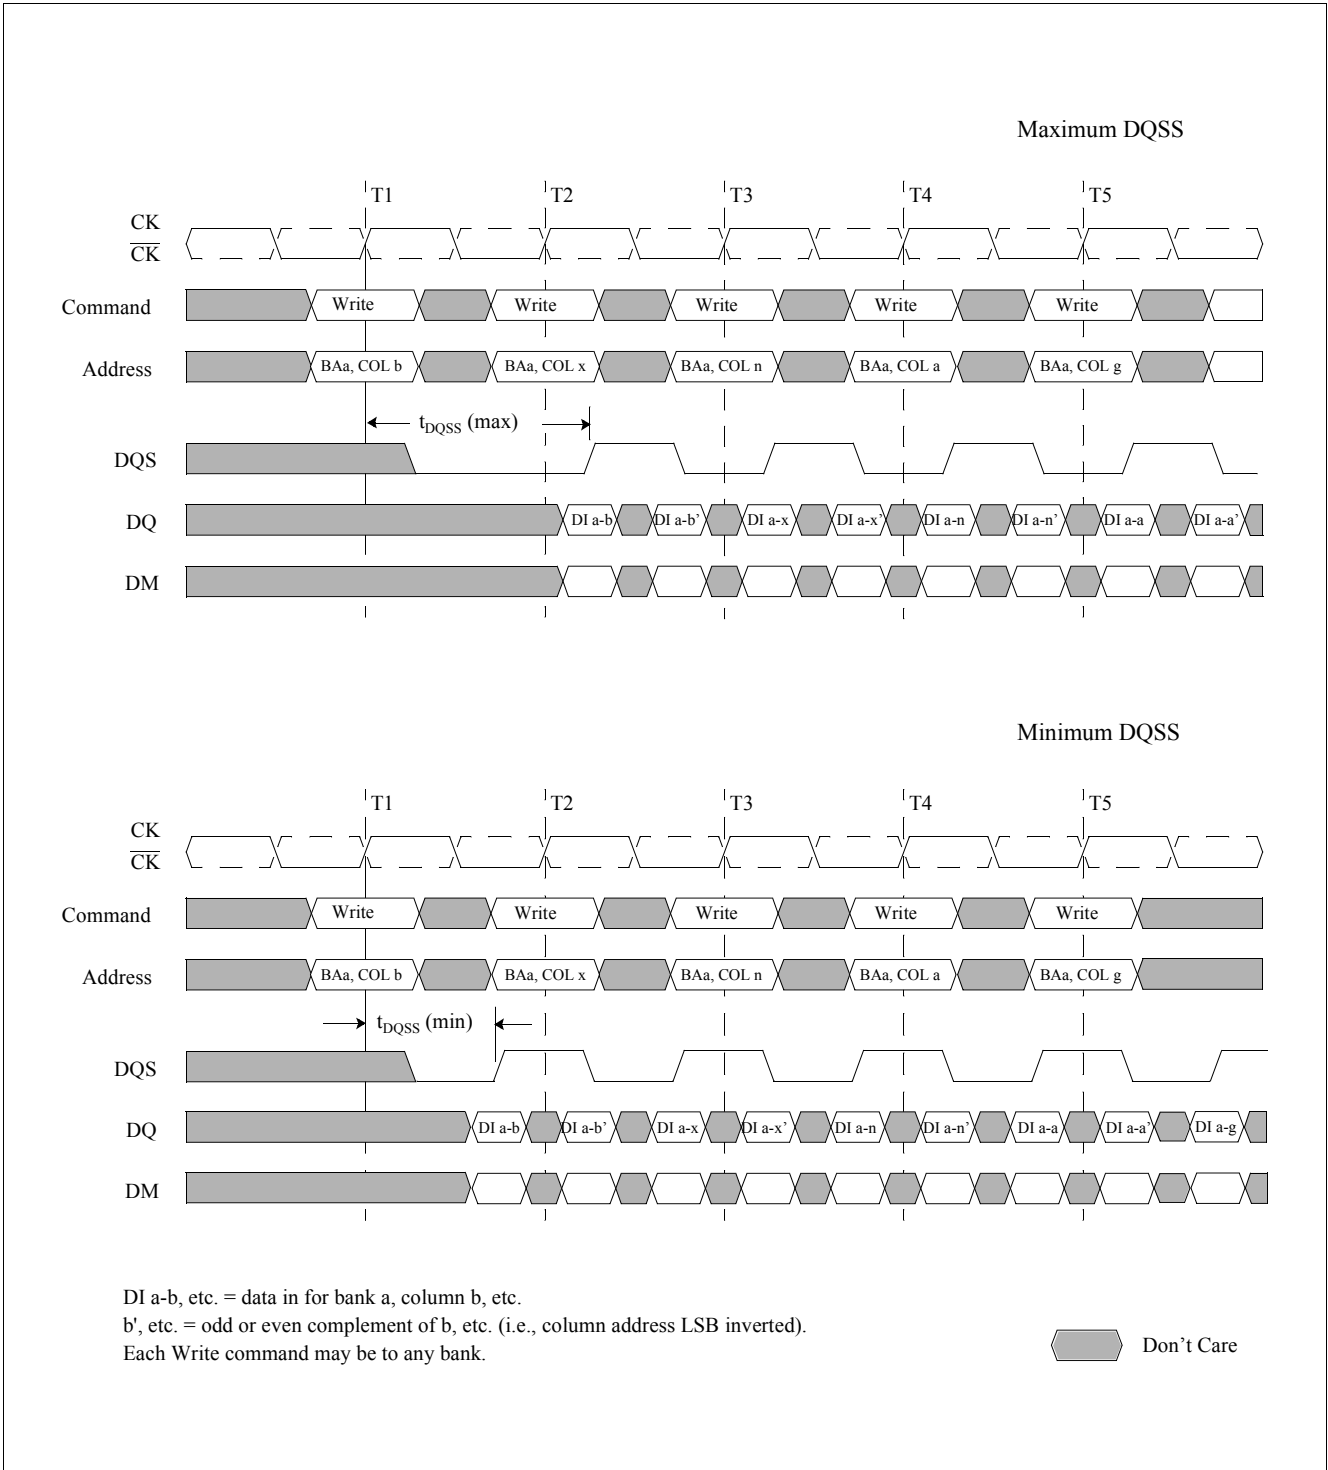 Maximum DQSS
T1 T2 T3 T4 T5
CK
CK
Command Write Write Write Write Write
Address BAa, COL b BAa, COL x BAa, COL n BAa, COL a BAa, COL g
tDQSS (max)
DQS
DQ DI a-b DI a-b’ DI a-x DI a-x’ DI a-n DI a-n’ DI a-a DI a-a’
DM
Minimum DQSS
T1 T2 T3 T4 T5
CK
CK
Command Write Write Write Write Write
Address BAa, COL b BAa, COL x BAa, COL n BAa, COL a BAa, COL g
tDQSS (min)
DQS
DQ DI a-b DI a-b’ DI a-x DI a-x’ DI a-n DI a-n’ DI a-a DI a-a’ DI a-g
DM
DI a-b, etc. = data in for bank a, column b, etc.
b', etc. = odd or even complement of b, etc. (i.e., column address LSB inverted).
Each Write command may be to any bank.
Don’t Care